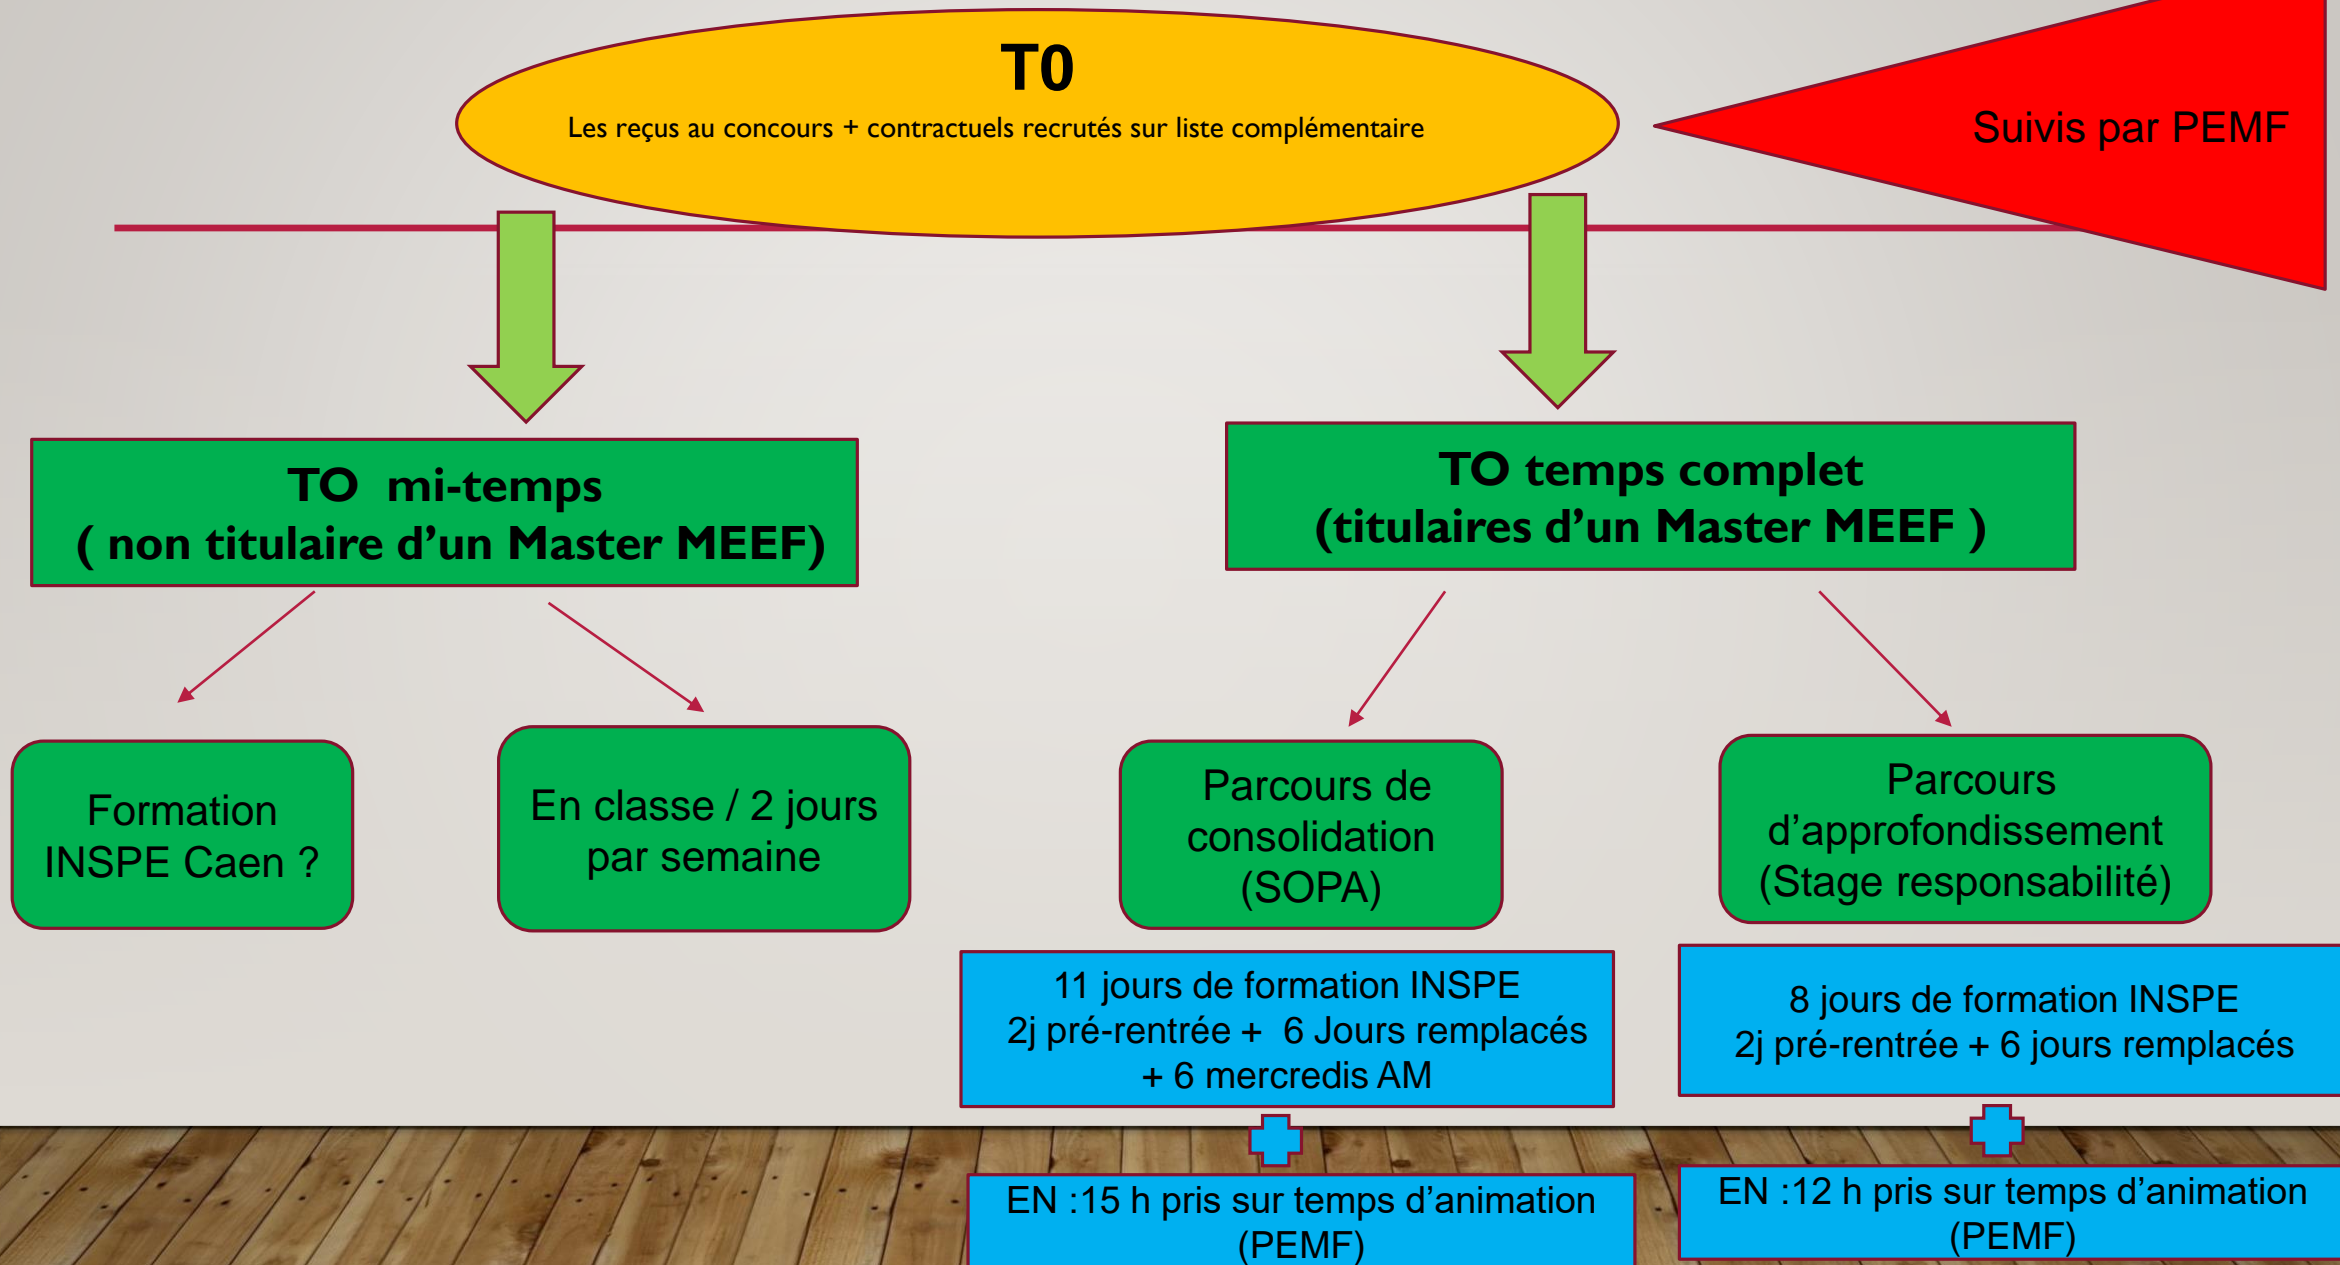 T0
Les reçus au concours + contractuels recrutés sur liste complémentaire
Suivis par PEMF
TO mi-temps
( non titulaire d’un Master MEEF)
TO temps complet
(titulaires d’un Master MEEF )
Formation
INSPE Caen ?
En classe / 2 jours
par semaine
Parcours de
consolidation
(SOPA)
Parcours
d’approfondissement
(Stage responsabilité)
11 jours de formation INSPE
2j pré-rentrée + 6 Jours remplacés
+ 6 mercredis AM
8 jours de formation INSPE
2j pré-rentrée + 6 jours remplacés
EN :15 h pris sur temps d’animation
(PEMF)
EN :12 h pris sur temps d’animation
(PEMF)